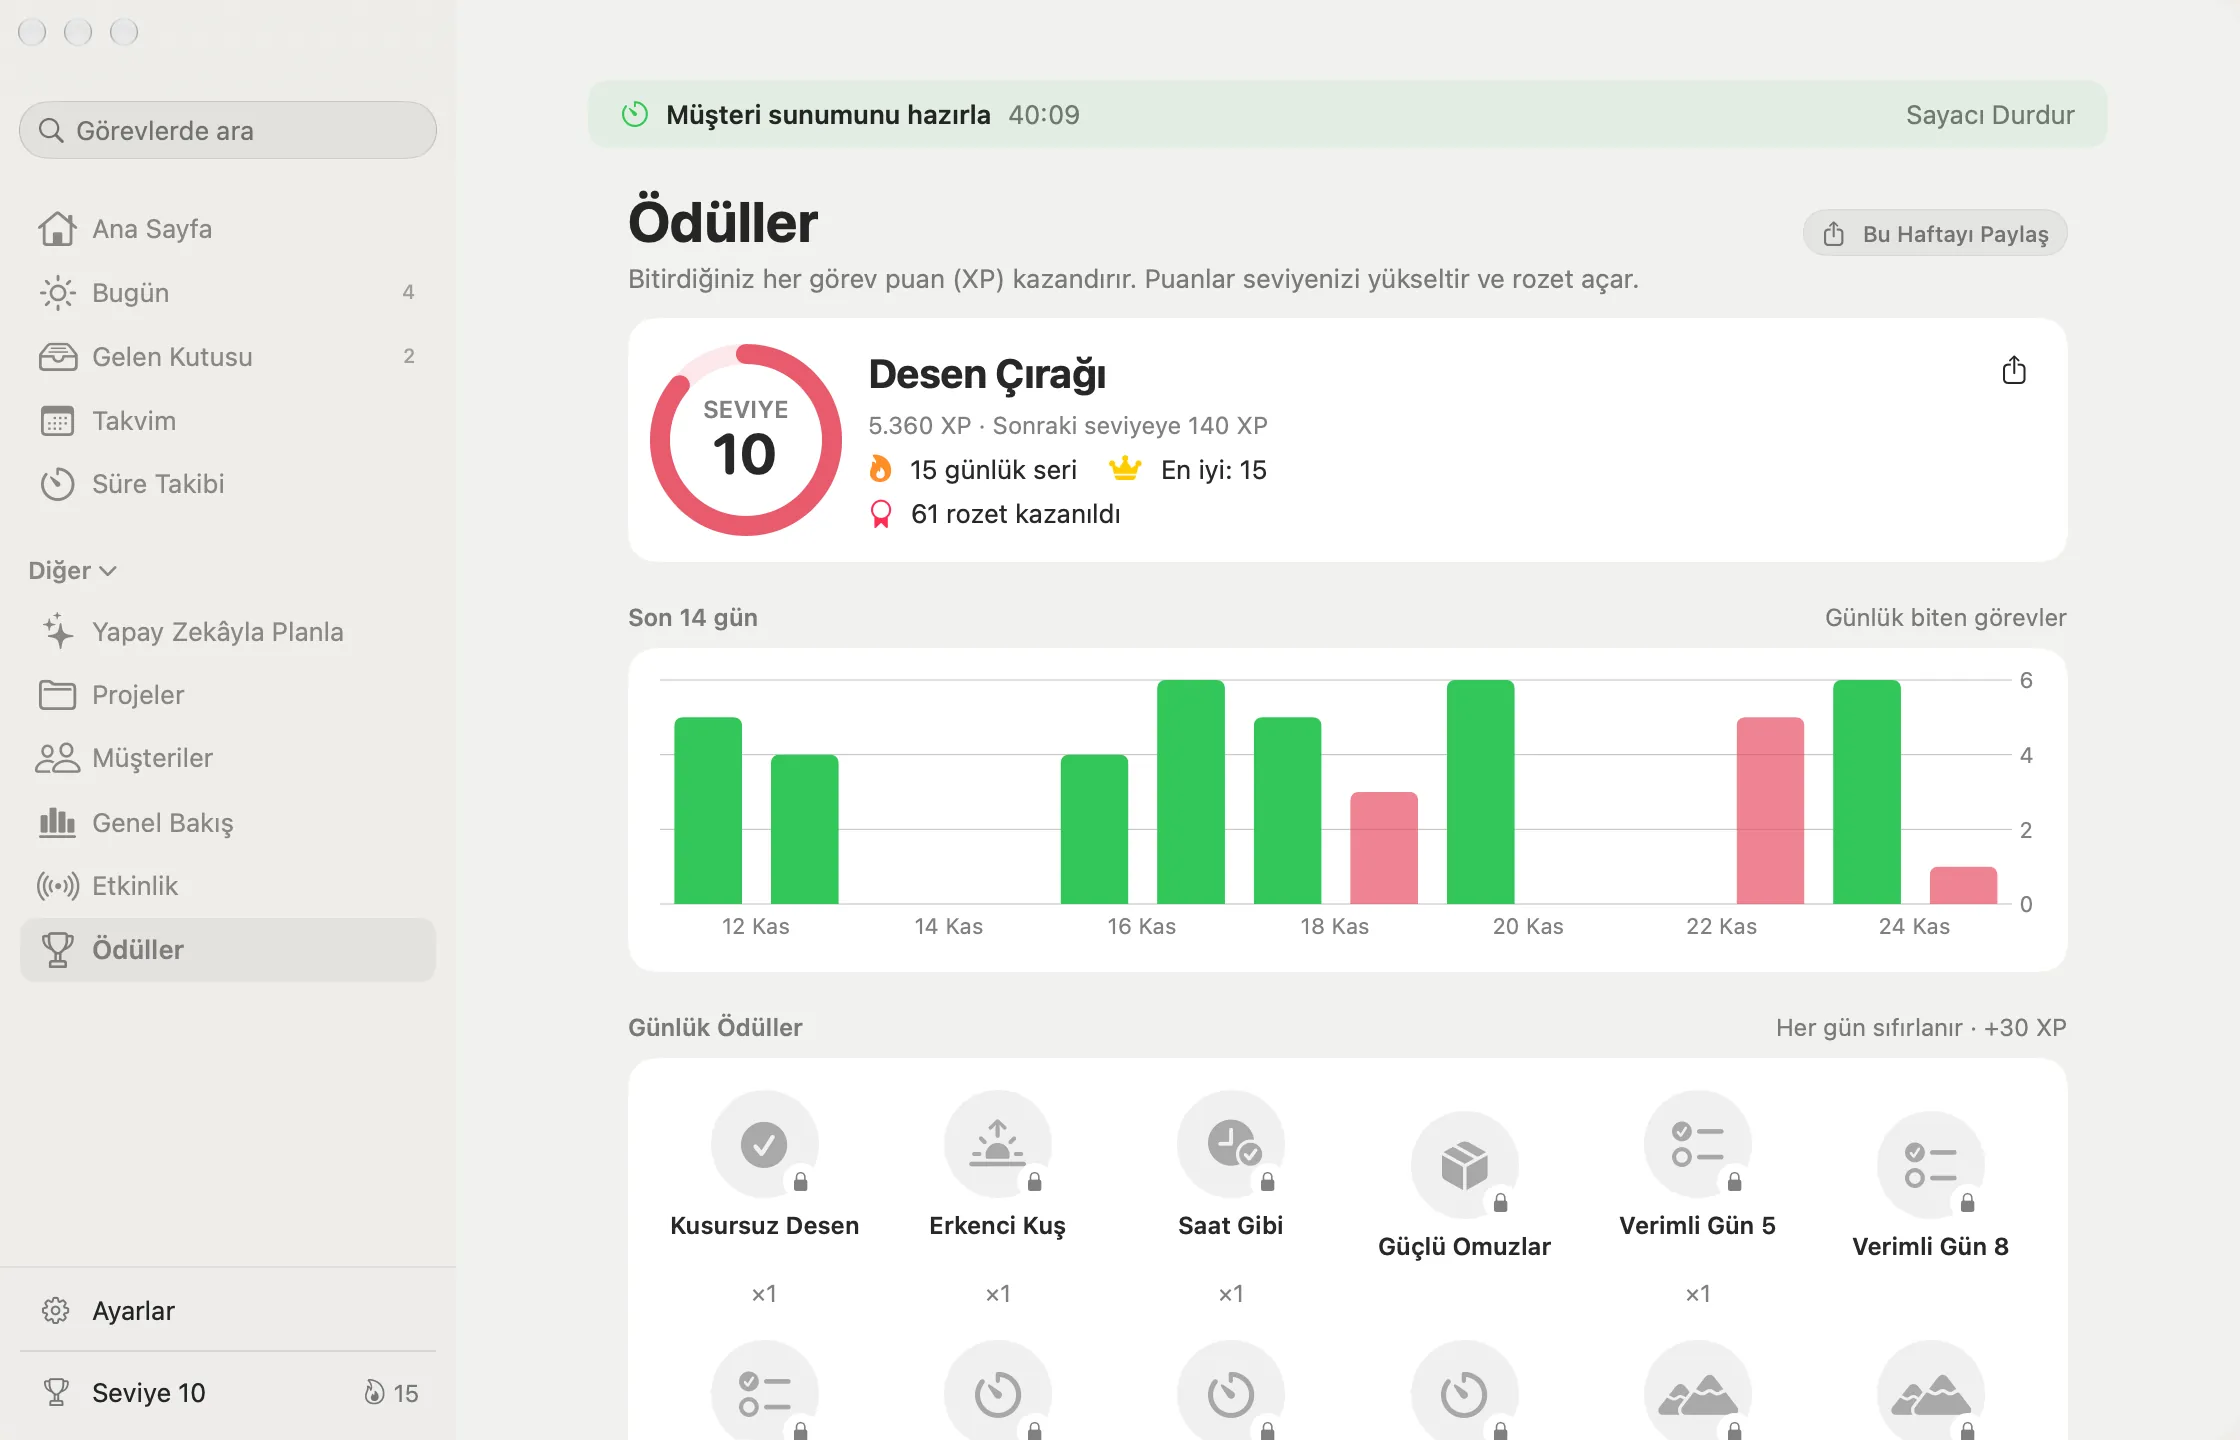 Görevlerde ara
Ana Sayfa
Bugün 4
Gelen Kutusu 2
Takvim
Süre Takibi
Diğer
Yapay Zekâyla Planla
Projeler
Müşteriler
Genel Bakış
Etkinlik
Ödüller
Ayarlar
Seviye 10 15
Müşteri sunumunu hazırla 40:09 Sayacı Durdur
Ödüller
Bu Haftayı Paylaş
Bitirdiğiniz her görev puan (XP) kazandırır. Puanlar seviyenizi yükseltir ve rozet açar.
SEVIYE
10
Desen Çırağı
5.360 XP · Sonraki seviyeye 140 XP
15 günlük seri En iyi: 15
61 rozet kazanıldı
Son 14 gün Günlük biten görevler
6
4
2
0
12 Kas 14 Kas 16 Kas 18 Kas 20 Kas 22 Kas 24 Kas
Günlük Ödüller Her gün sıfırlanır · +30 XP
Kusursuz Desen Erkenci Kuş Saat Gibi Güçlü Omuzlar Verimli Gün 5 Verimli Gün 8
×1 ×1 ×1 ×1